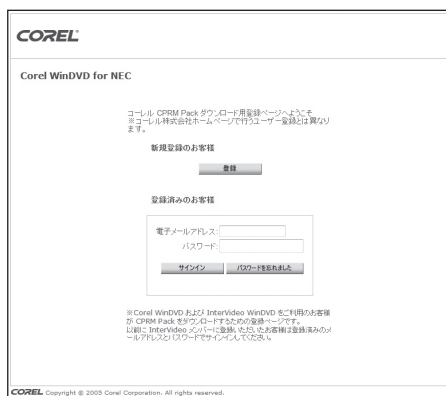 COREL
Corel WinDVD for NEC
コーレル CPRM Pack ダウンロード用登録ページへようこそ
※コーレル株式会社ホームページで行うユーザー登録とは異なり
ます。
新規登録のお客様
登録
登録済みのお客様
電子メールアドレス:
パスワード:
サインイン パスワードを忘れました
※Corel WinDVD および InterVideo WinDVD をご利用のお客様
が CPRM Pack をダウンロードするための登録ページです。
以前に InterVideo メンバーに登録いただいたお客様は登録済みのメ
ールアドレスとパスワードでサインインしてください。
COREL Copyright © 2005 Corel Corporation. All rights reserved.